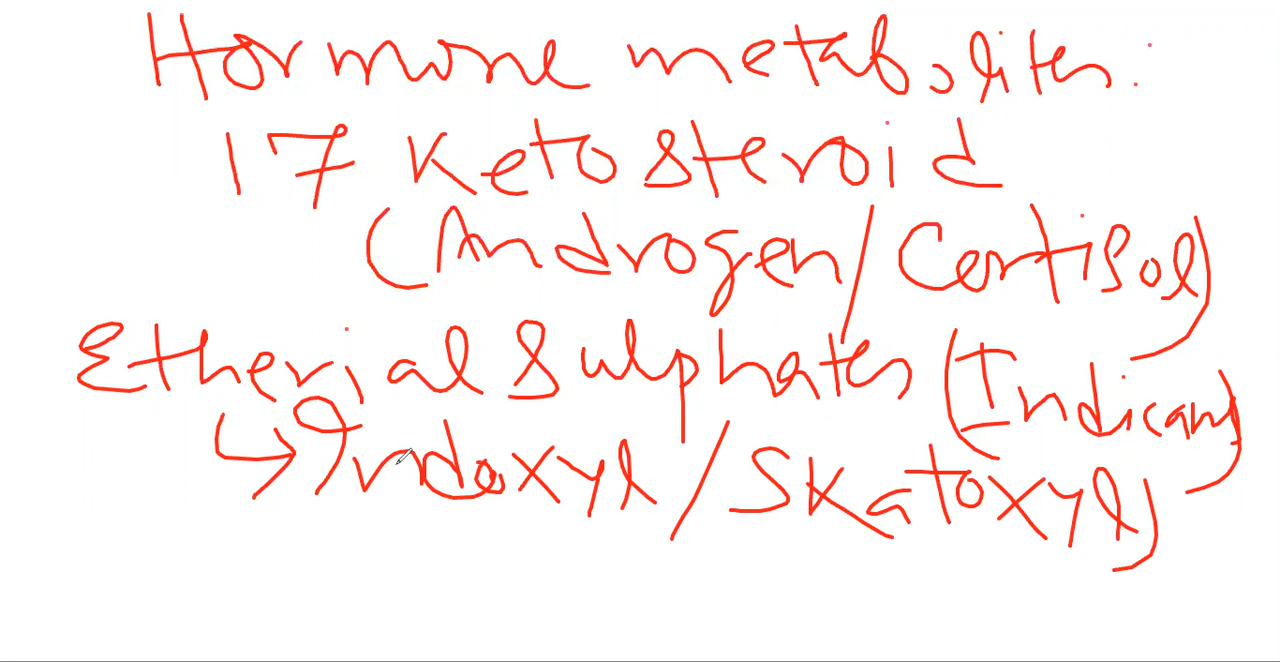 Hormone metabolites.
17 Ketosteroid
(Androgen/Cortisol)
Etherial Sulphates (Indican)
↳ Indoxyl/Skatoxyl)